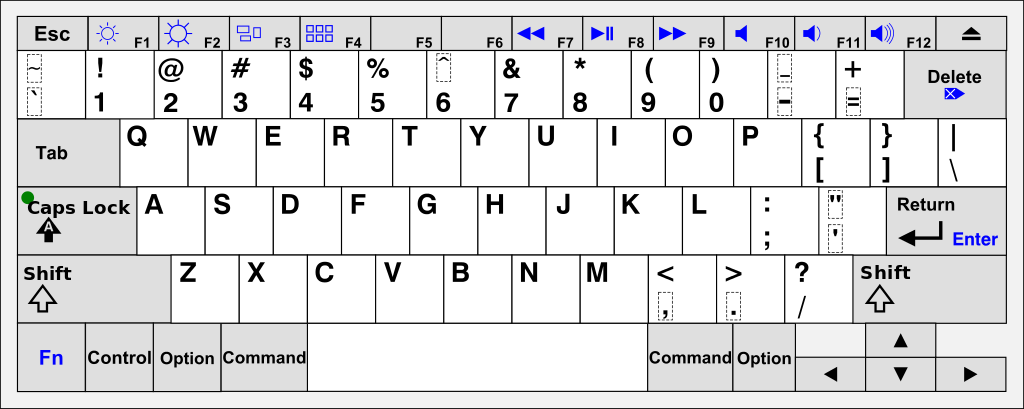 Esc F1 F2 F3 F4 F5 F6 F7 F8 F9 F10 F11 F12
~ ! @ # $ % ^ & * ( ) _ + Delete
` 1 2 3 4 5 6 7 8 9 0 - =
Tab Q W E R T Y U I O P { } |
[ ] \
Caps Lock A S D F G H J K L : " Return
A ; ' Enter
Shift Z X C V B N M < > ? Shift
, . /
Fn Control Option Command Command Option